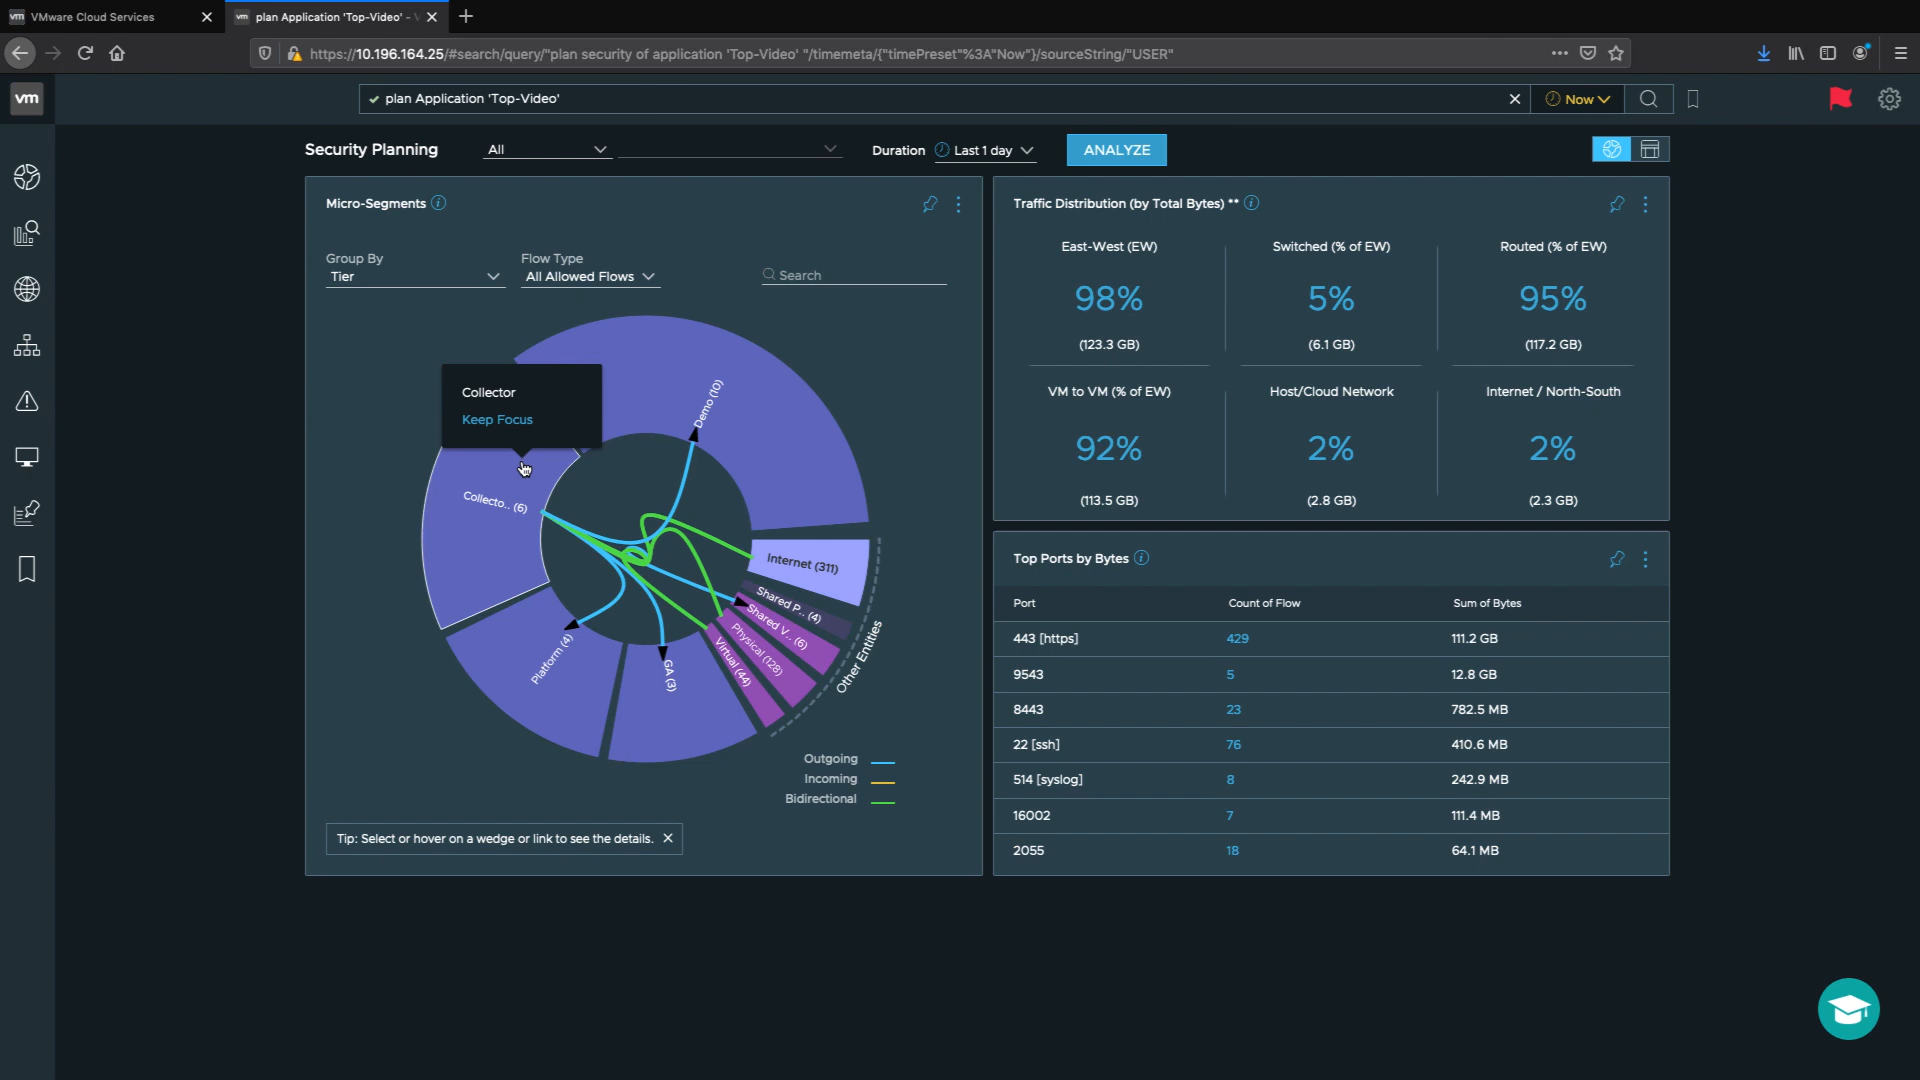 vm VMware Cloud Services
vm plan Application 'Top-Video' -
https://10.196.164.25/#search/query/"plan security of application 'Top-Video' "/timemeta/{"timePreset"%3A"Now"}/sourceString/"USER"
vm
plan Application 'Top-Video'
Now
Security Planning
All
Duration
Last 1 day
ANALYZE
Micro-Segments
Group By
Tier
Flow Type
All Allowed Flows
Search
Collector
Keep Focus
Demo (10)
Collecto.. (6)
Internet (311)
Shared P.. (4)
Shared V.. (6)
Physical (128)
Virtual (44)
Other Entities
Platform (4)
GA (3)
Outgoing
Incoming
Bidirectional
Tip: Select or hover on a wedge or link to see the details.
Traffic Distribution (by Total Bytes) **
East-West (EW)
98%
(123.3 GB)
Switched (% of EW)
5%
(6.1 GB)
Routed (% of EW)
95%
(117.2 GB)
VM to VM (% of EW)
92%
(113.5 GB)
Host/Cloud Network
2%
(2.8 GB)
Internet / North-South
2%
(2.3 GB)
Top Ports by Bytes
Port Count of Flow Sum of Bytes
443 [https] 429 111.2 GB
9543 5 12.8 GB
8443 23 782.5 MB
22 [ssh] 76 410.6 MB
514 [syslog] 8 242.9 MB
16002 7 111.4 MB
2055 18 64.1 MB